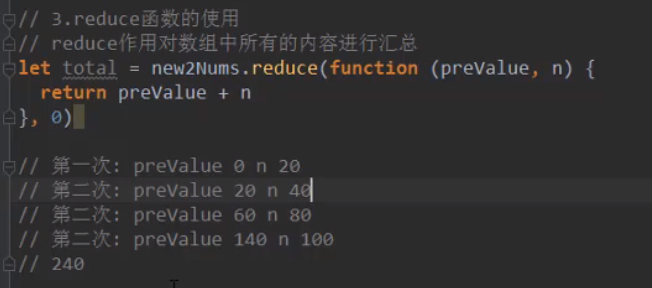 // 3.reduce函数的使用
// reduce作用对数组中所有的内容进行汇总
let total = new2Nums.reduce(function (preValue, n) {
  return preValue + n
}, 0)
// 第一次: preValue 0 n 20
// 第二次: preValue 20 n 40
// 第二次: preValue 60 n 80
// 第二次: preValue 140 n 100
// 240